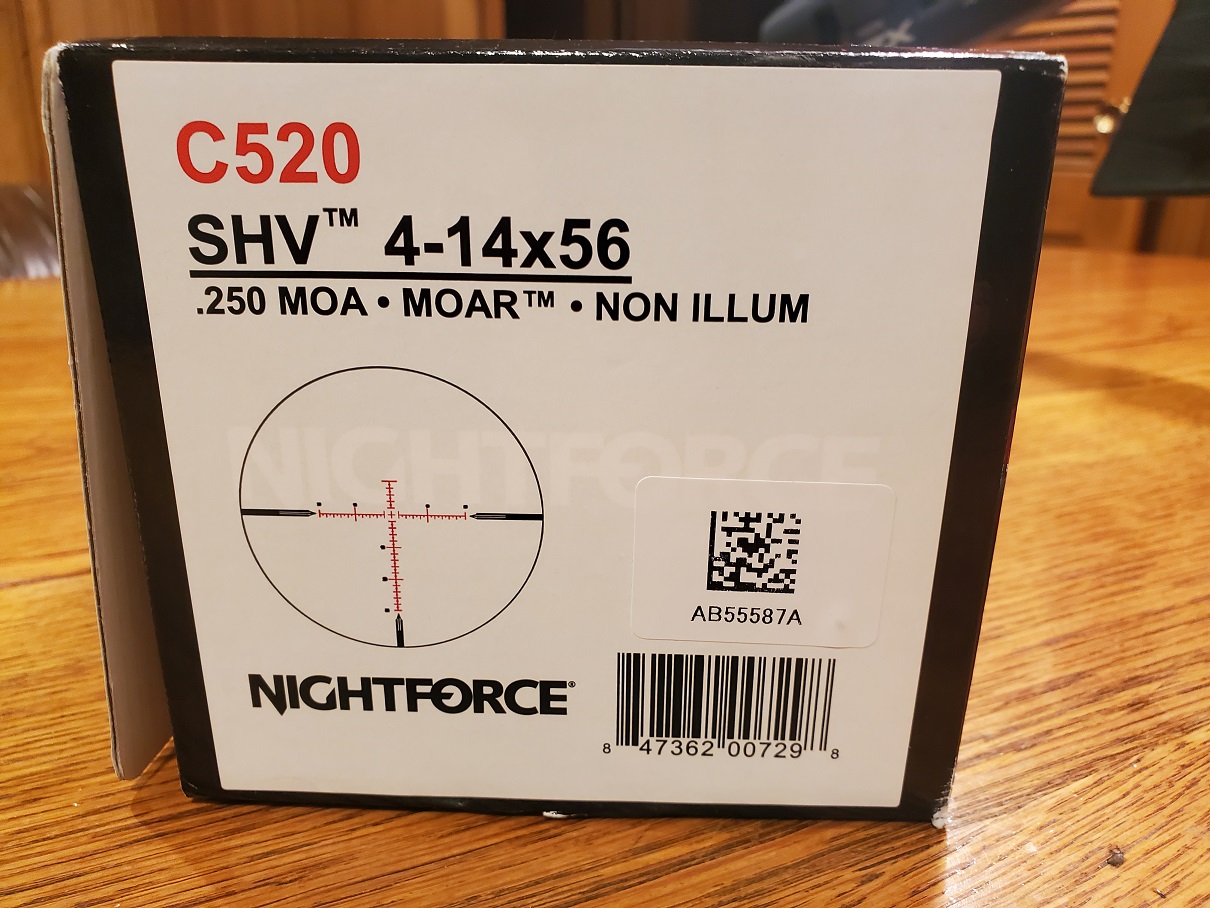 C520
SHV™ 4-14x56
.250 MOA • MOAR™ • NON ILLUM
NIGHTFORCE
AB55587A
NIGHTFORCE®
8 47362 00729 8